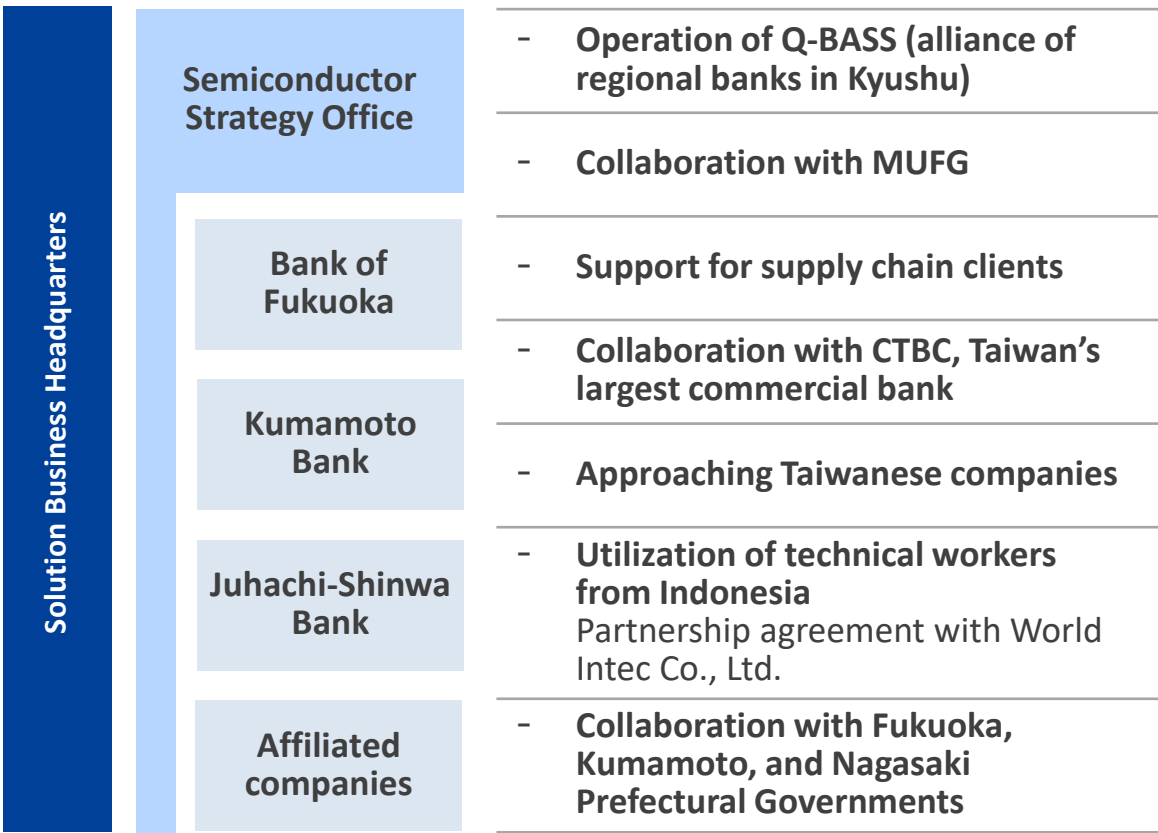 Solution Business Headquarters
Semiconductor
Strategy Office
Bank of
Fukuoka
Kumamoto
Bank
Juhachi-Shinwa
Bank
Affiliated
companies
- Operation of Q-BASS (alliance of
regional banks in Kyushu)
- Collaboration with MUFG
- Support for supply chain clients
- Collaboration with CTBC, Taiwan’s
largest commercial bank
- Approaching Taiwanese companies
- Utilization of technical workers
from Indonesia
Partnership agreement with World
Intec Co., Ltd.
- Collaboration with Fukuoka,
Kumamoto, and Nagasaki
Prefectural Governments